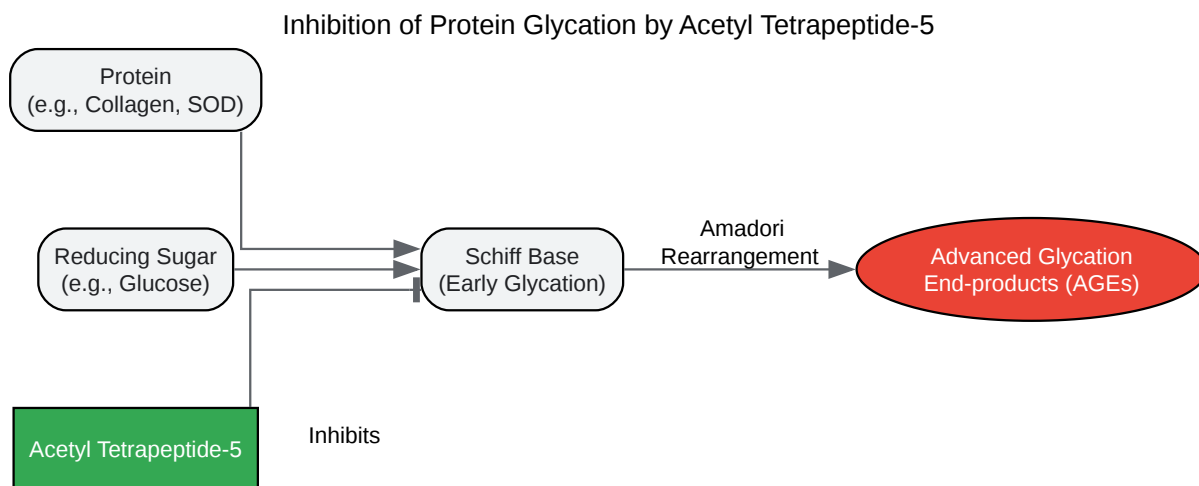 Inhibition of Protein Glycation by Acetyl Tetrapeptide-5
Protein
(e.g., Collagen, SOD)
Reducing Sugar
(e.g., Glucose)
Schiff Base
(Early Glycation)
Amadori
Rearrangement
Advanced Glycation
End-products (AGEs)
Acetyl Tetrapeptide-5
Inhibits